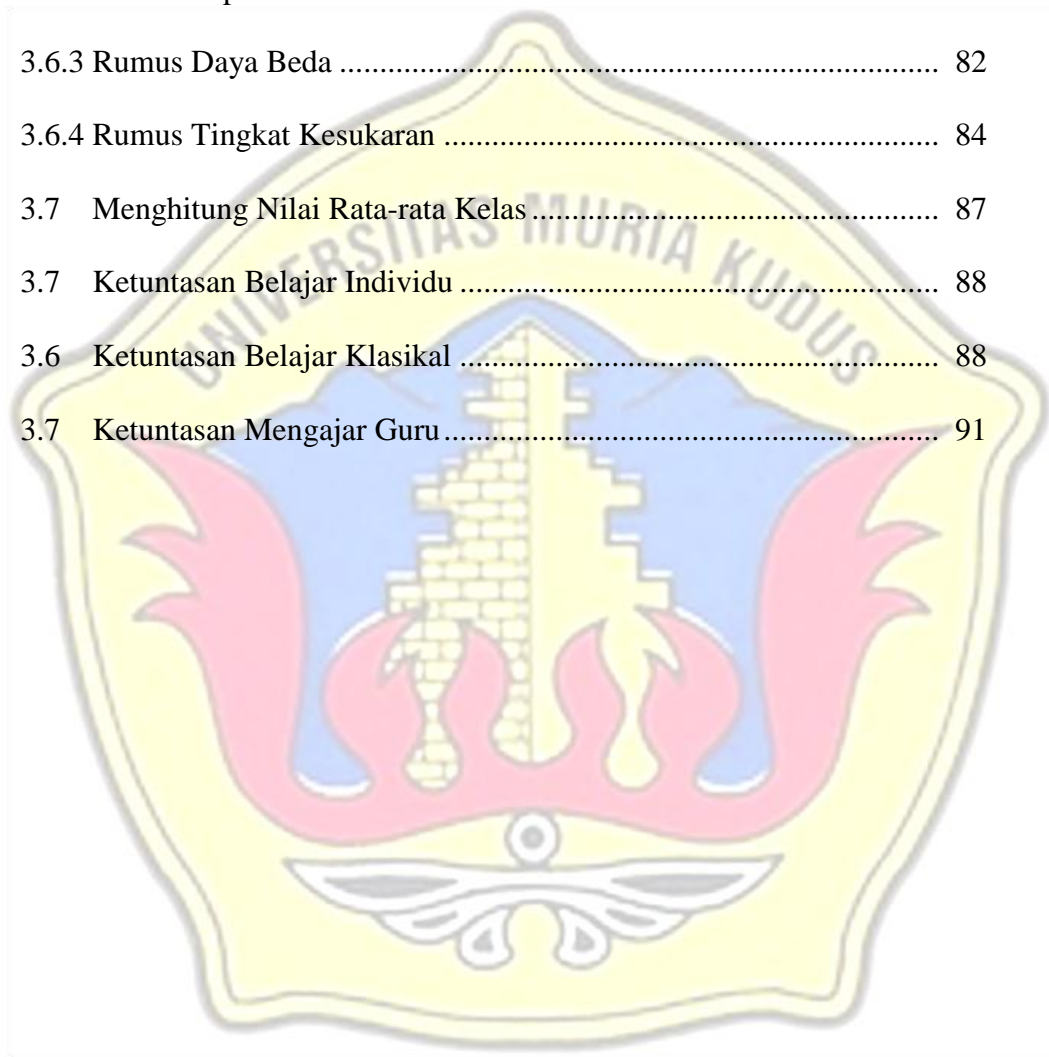 3.6.3 Rumus Daya Beda ........................................................................... 82
3.6.4 Rumus Tingkat Kesukaran .............................................................. 84
3.7 Menghitung Nilai Rata-rata Kelas ................................................... 87
3.7 Ketuntasan Belajar Individu ............................................................ 88
3.6 Ketuntasan Belajar Klasikal ............................................................ 88
3.7 Ketuntasan Mengajar Guru .............................................................. 91
UNIVERSITAS MURIA KUDUS